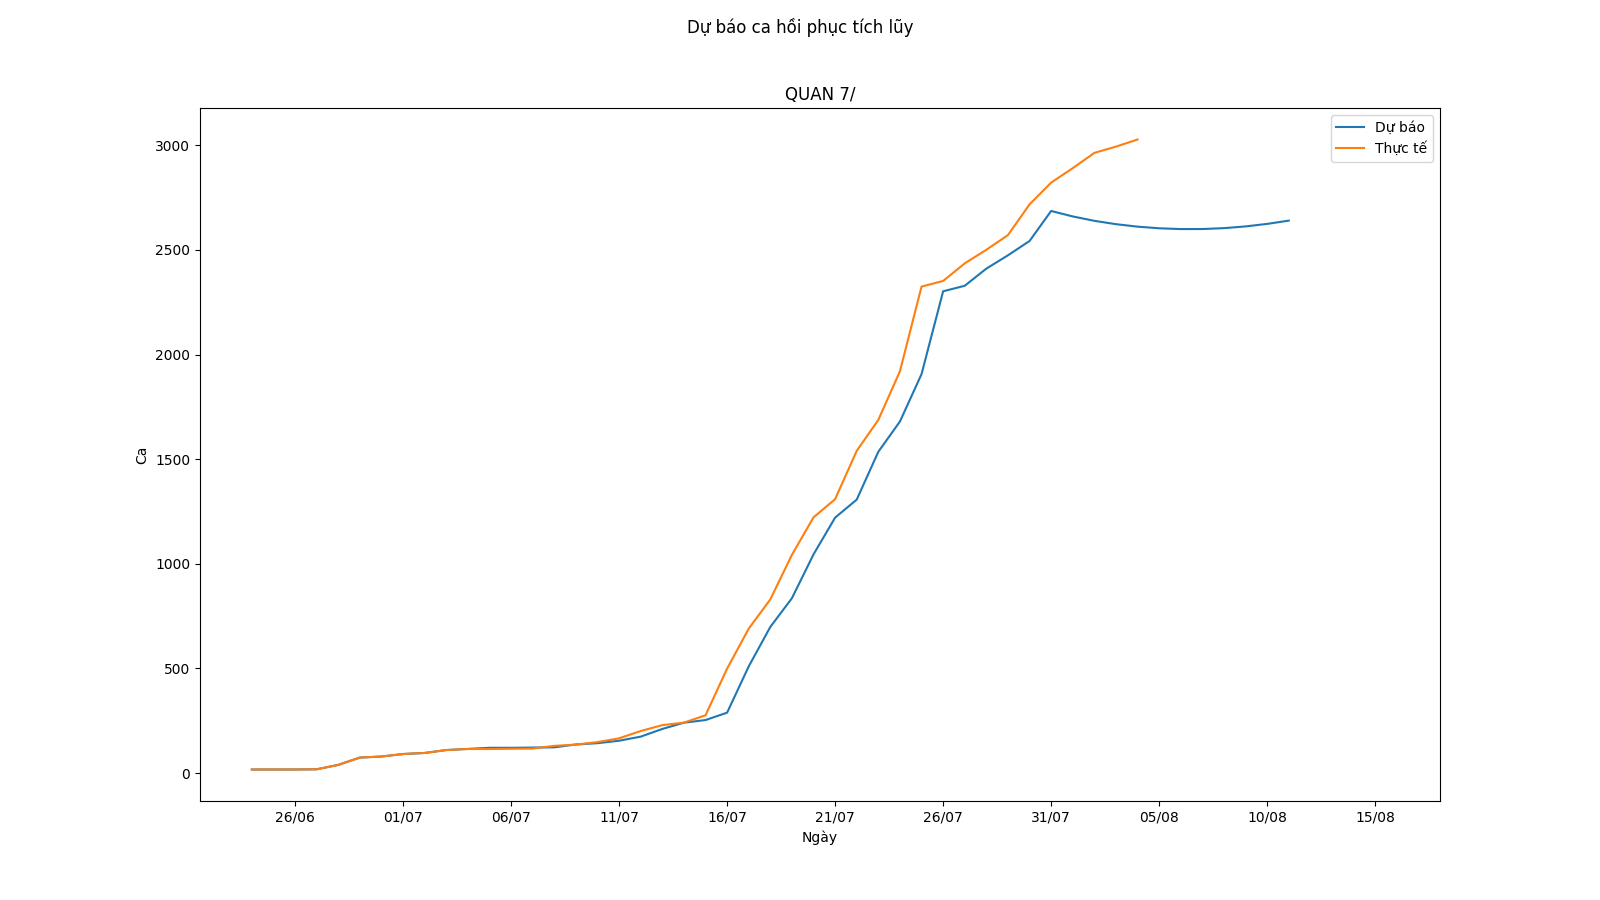 Dự báo ca hồi phục tích lũy
QUAN 7/
Dự báo
Thực tế
3000
2500
2000
1500
1000
500
0
Ca
26/06 01/07 06/07 11/07 16/07 21/07 26/07 31/07 05/08 10/08 15/08
Ngày